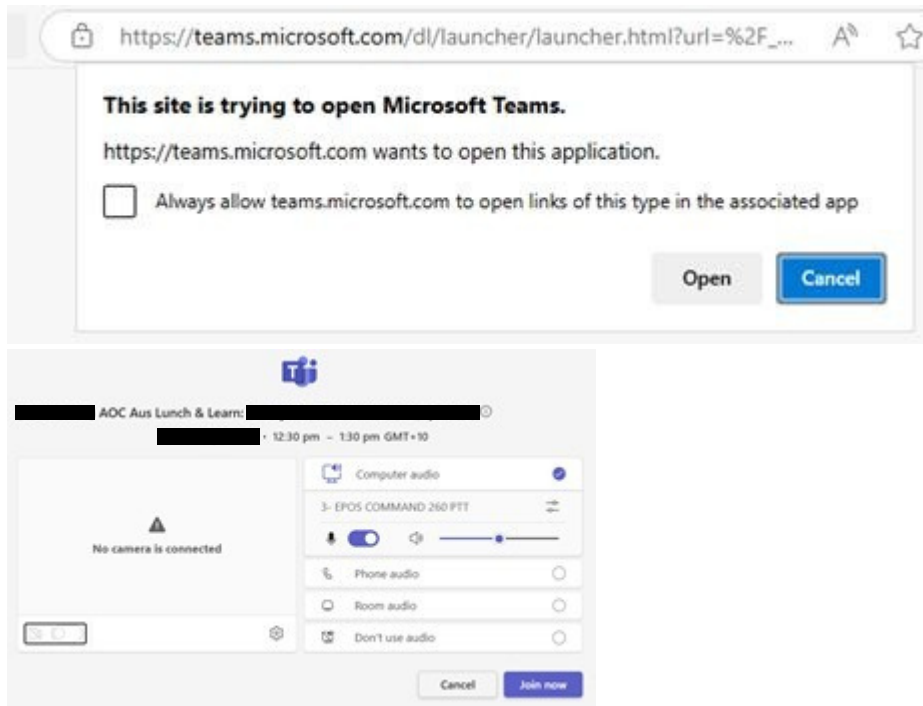 https://teams.microsoft.com/dl/launcher/launcher.html?url=%2F_...
This site is trying to open Microsoft Teams.
https://teams.microsoft.com wants to open this application.
Always allow teams.microsoft.com to open links of this type in the associated app
Open Cancel
AOC Aus Lunch & Learn:
• 12:30 pm – 1:30 pm GMT+10
Computer audio
3- EPOS COMMAND 260 PTT
No camera is connected
Phone audio
Room audio
Don't use audio
Cancel Join now